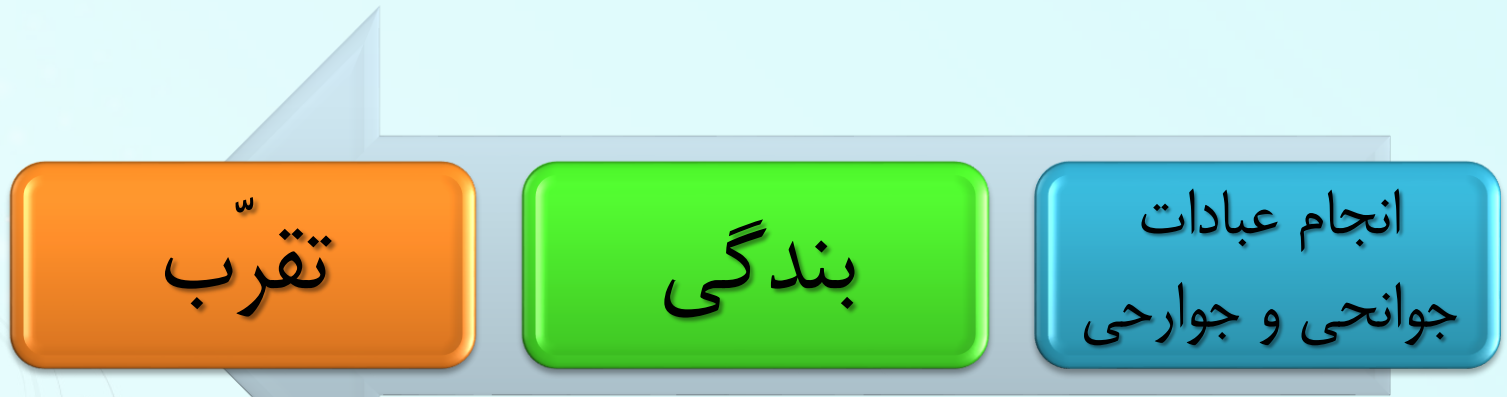 انجام عبادات
جوانحی و جوارحی
بندگی
تقرّب